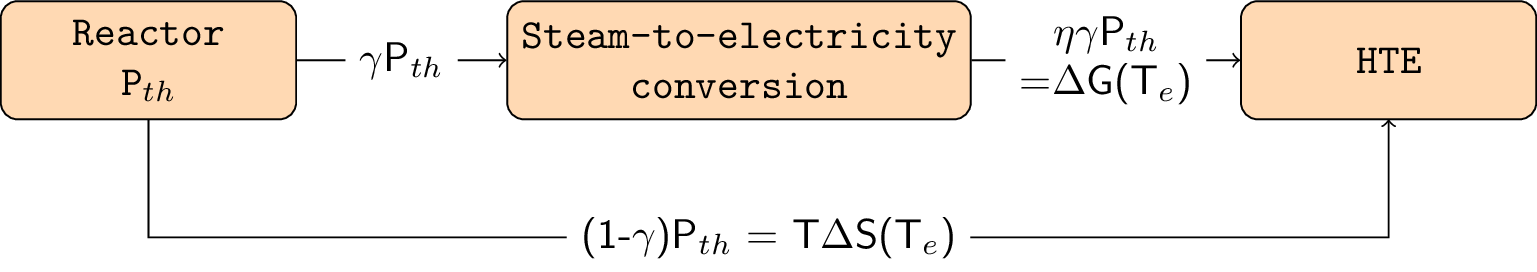 Reactor
P_th
γP_th
Steam-to-electricity
conversion
ηγP_th
=ΔG(T_e)
HTE
(1-γ)P_th = TΔS(T_e)